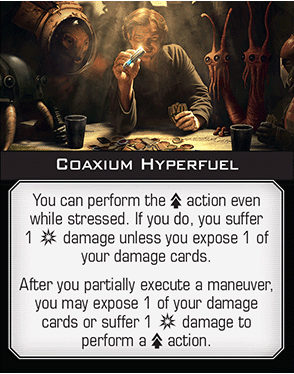 Coaxium Hyperfuel
You can perform the action even
while stressed. If you do, you suffer
1 damage unless you expose 1 of
your damage cards.
After you partially execute a maneuver,
you may expose 1 of your damage
cards or suffer 1 damage to
perform a action.